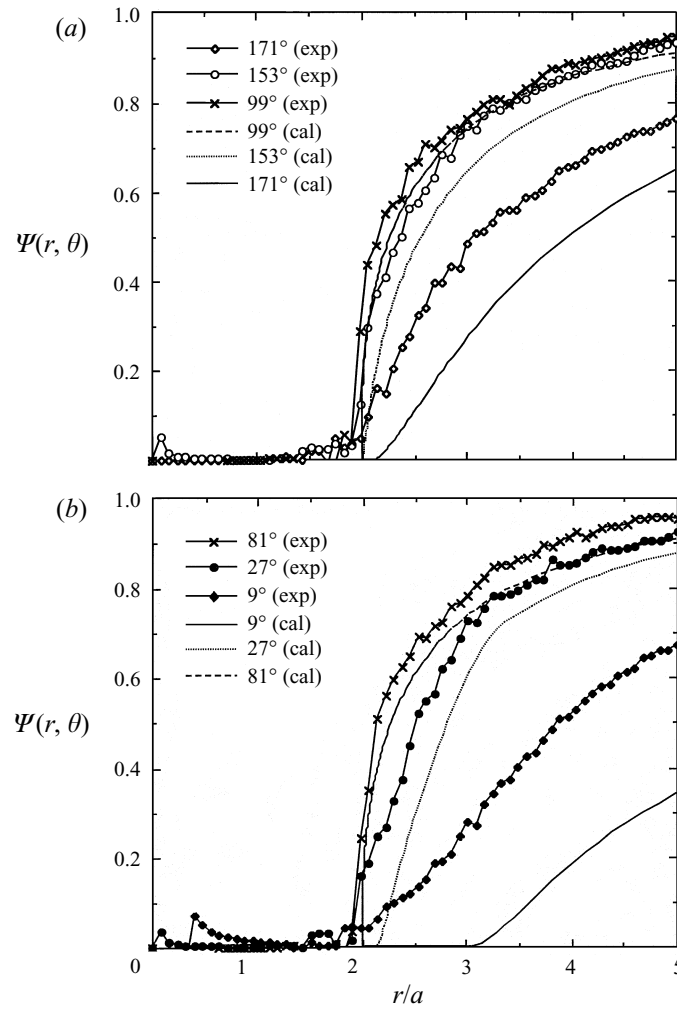 (a)
1.0
171° (exp)
153° (exp)
99° (exp)
99° (cal)
153° (cal)
171° (cal)
0.8
0.6
Ψ(r, θ)
0.4
0.2
(b)
1.0
81° (exp)
27° (exp)
9° (exp)
9° (cal)
27° (cal)
81° (cal)
0.8
0.6
Ψ(r, θ)
0.4
0.2
0 1 2 3 4 5
r/a